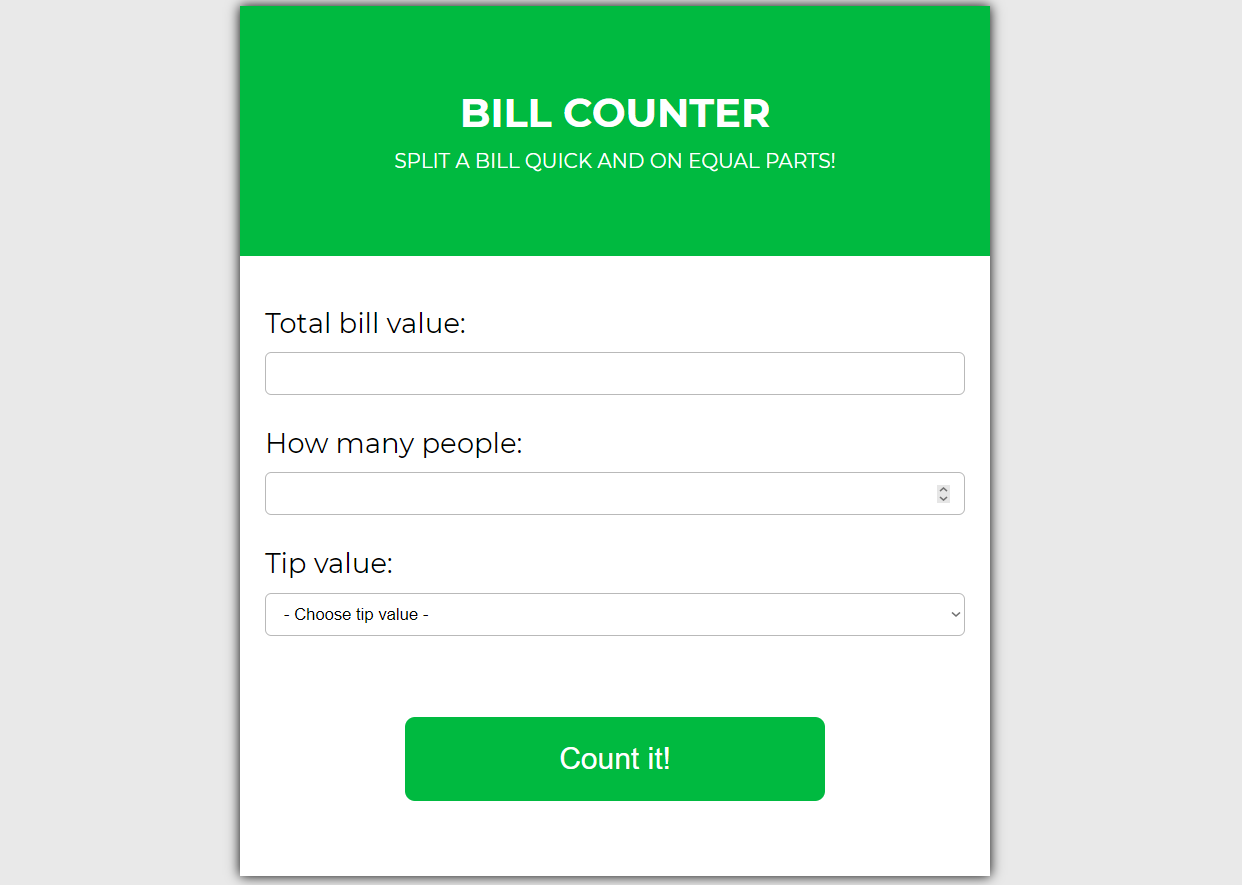 BILL COUNTER
SPLIT A BILL QUICK AND ON EQUAL PARTS!
Total bill value:
How many people:
Tip value:
- Choose tip value -
Count it!